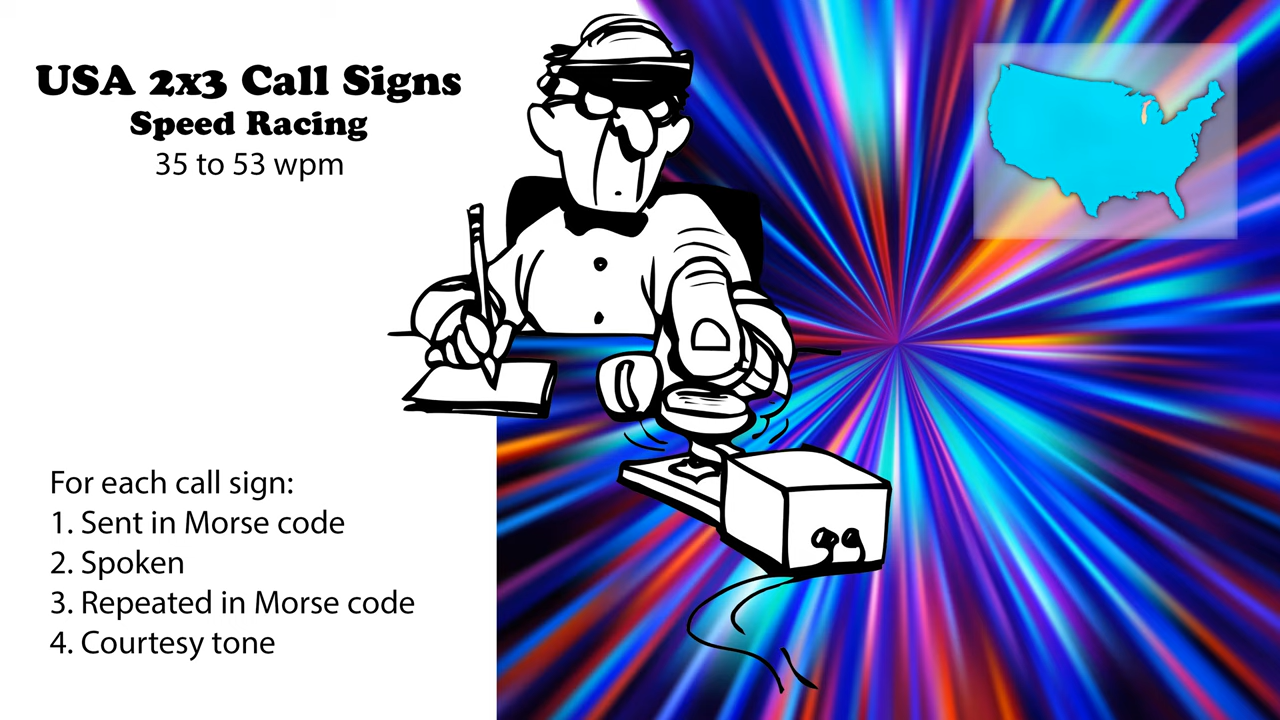 USA 2x3 Call Signs
Speed Racing
35 to 53 wpm
For each call sign:
1. Sent in Morse code
2. Spoken
3. Repeated in Morse code
4. Courtesy tone